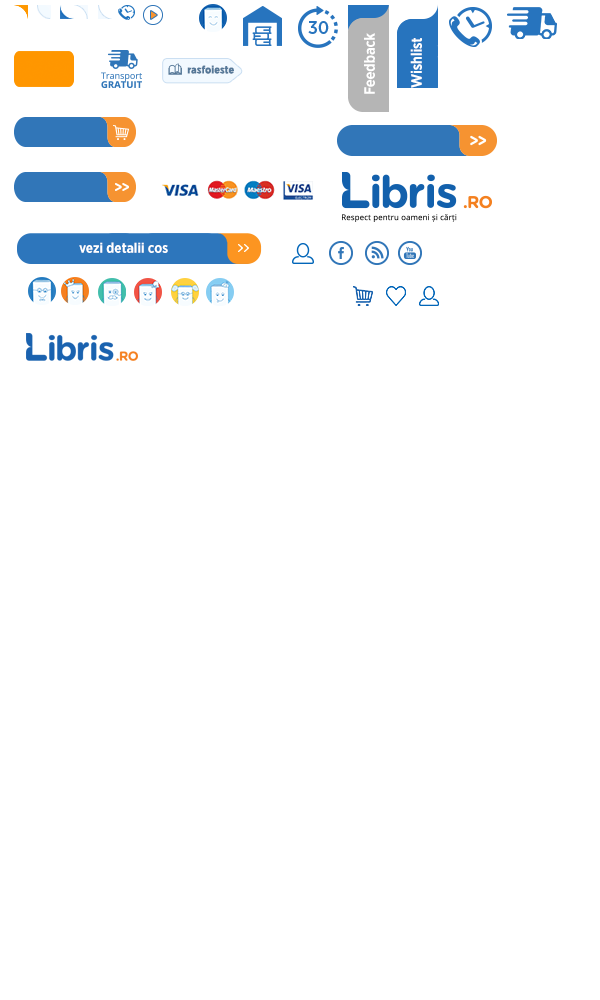 30
Feedback
Wishlist
Transport
GRATUIT
rasfoieste
>>
>>
VISA
MasterCard
Maestro
VISA
Libris.RO
Respect pentru oameni și cărți
vezi detalii cos >>
f
You
Tube
Libris.RO